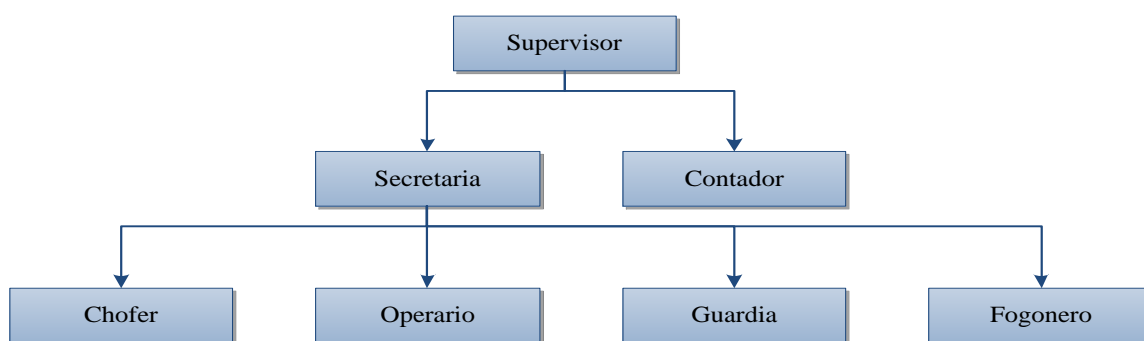 Supervisor
Secretaria
Contador
Chofer
Operario
Guardia
Fogonero